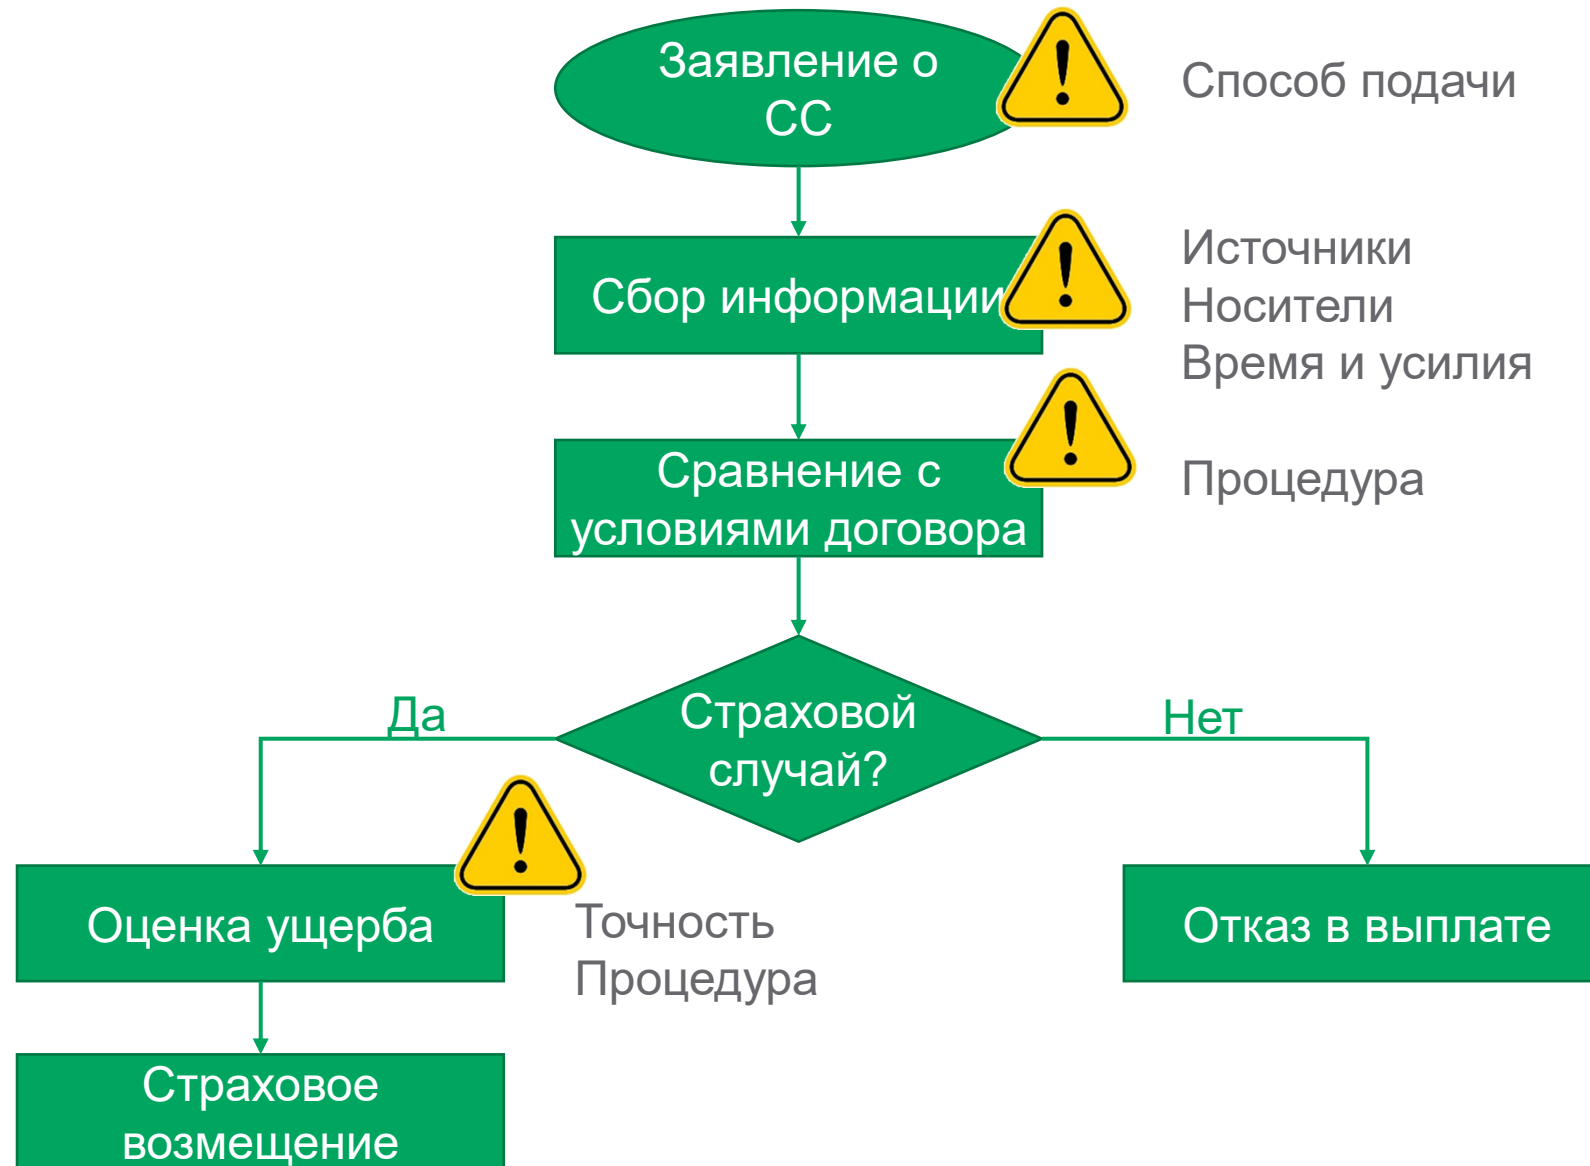 Заявление о
СС
Способ подачи
Сбор информации
Источники
Носители
Время и усилия
Сравнение с
условиями договора
Процедура
Страховой
случай?
Да
Нет
Оценка ущерба
Точность
Процедура
Отказ в выплате
Страховое
возмещение